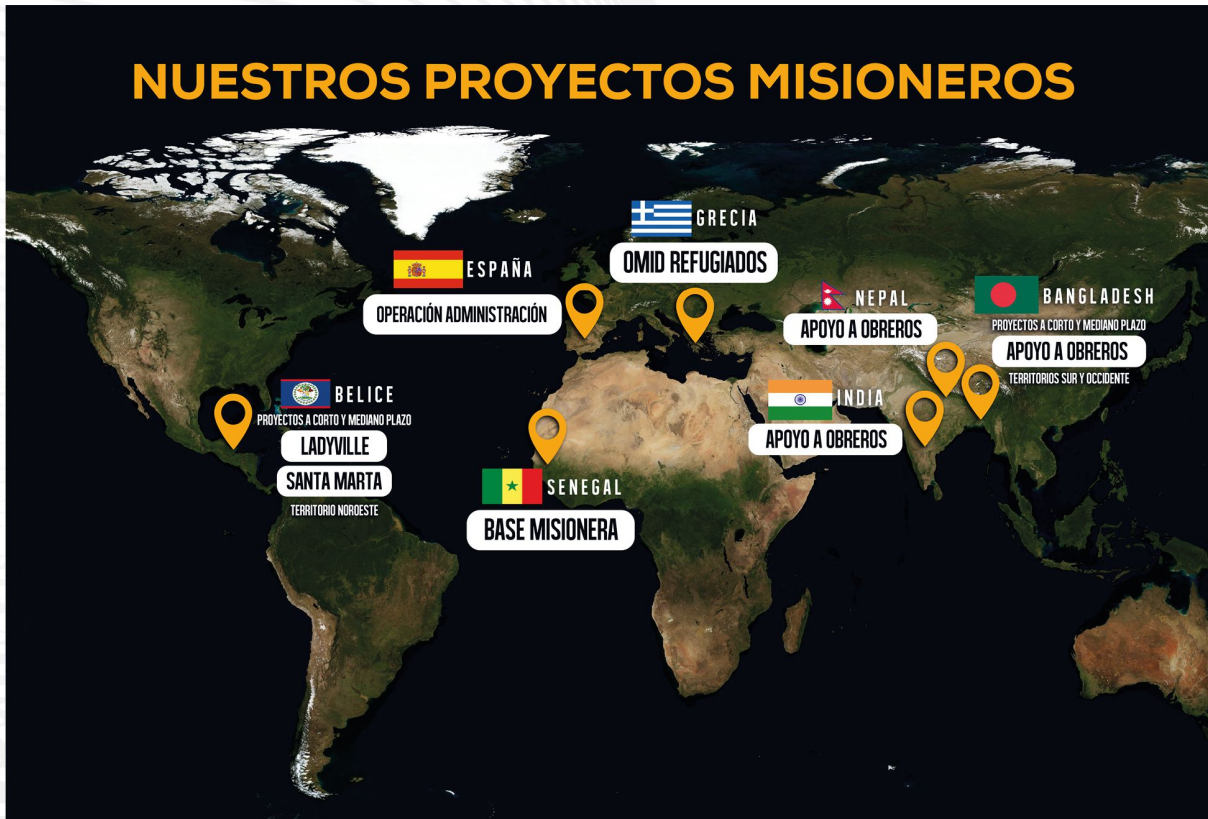 NUESTROS PROYECTOS MISIONEROS
GRECIA
OMID REFUGIADOS
ESPAÑA
OPERACIÓN ADMINISTRACIÓN
NEPAL
APOYO A OBREROS
BANGLADESH
PROYECTOS A CORTO Y MEDIANO PLAZO
APOYO A OBREROS
TERRITORIOS SUR Y OCCIDENTE
INDIA
APOYO A OBREROS
BELICE
PROYECTOS A CORTO Y MEDIANO PLAZO
LADYVILLE
SANTA MARTA
TERRITORIO NOROESTE
SENEGAL
BASE MISIONERA